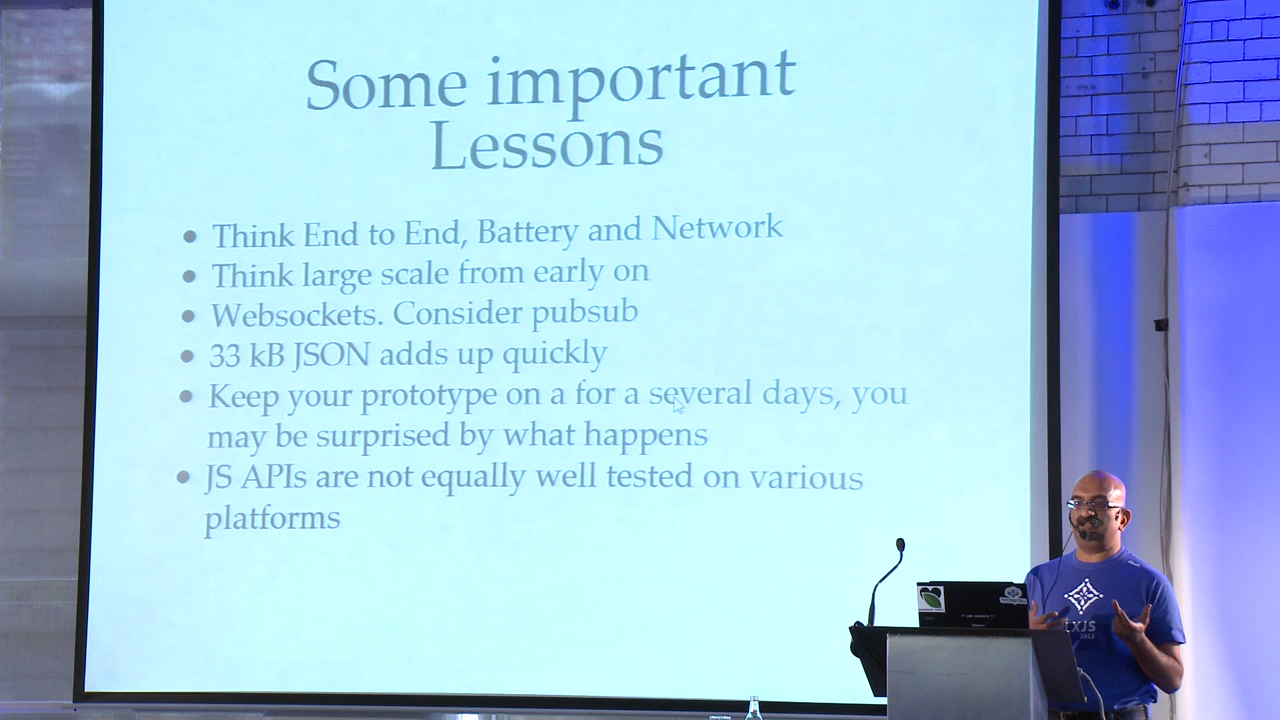 Some important
Lessons
Think End to End, Battery and Network
Think large scale from early on
Websockets. Consider pubsub
33 kB JSON adds up quickly
Keep your prototype on a for a several days, you
may be surprised by what happens
JS APIs are not equally well tested on various
platforms
LXJS
2012